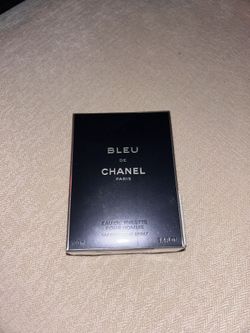 BLEU
DE
CHANEL
PARIS
EAU DE TOILETTE
POUR HOMME